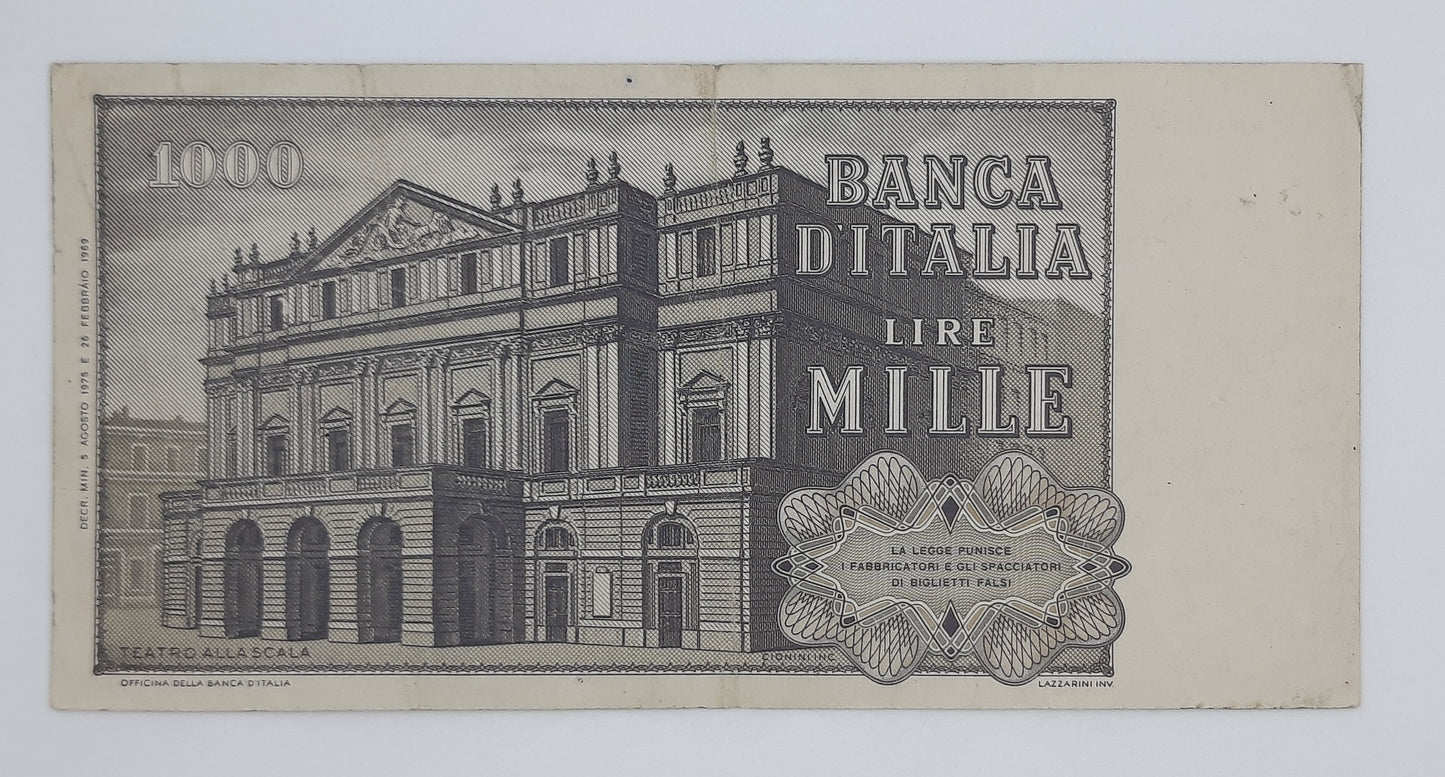 1000
BANCA
D'ITALIA
LIRE
MILLE
LA LEGGE PUNISCE
I FABBRICATORI E GLI SPACCIATORI
DI BIGLIETTI FALSI
DECR. MIN. 5 AGOSTO 1975 E 26 FEBBRAIO 1969
TEATRO ALLA SCALA
CIONINI INC.
OFFICINA DELLA BANCA D'ITALIA
LAZZARINI INV.